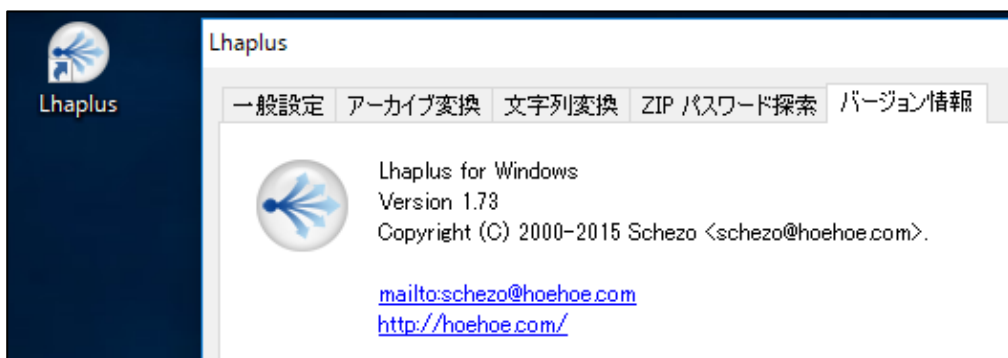 Lhaplus
Lhaplus
一般設定 アーカイブ変換 文字列変換 ZIP パスワード探索 バージョン情報
Lhaplus for Windows
Version 1.73
Copyright (C) 2000-2015 Schezo <schezo@hoehoe.com>.
mailto:schezo@hoehoe.com
http://hoehoe.com/